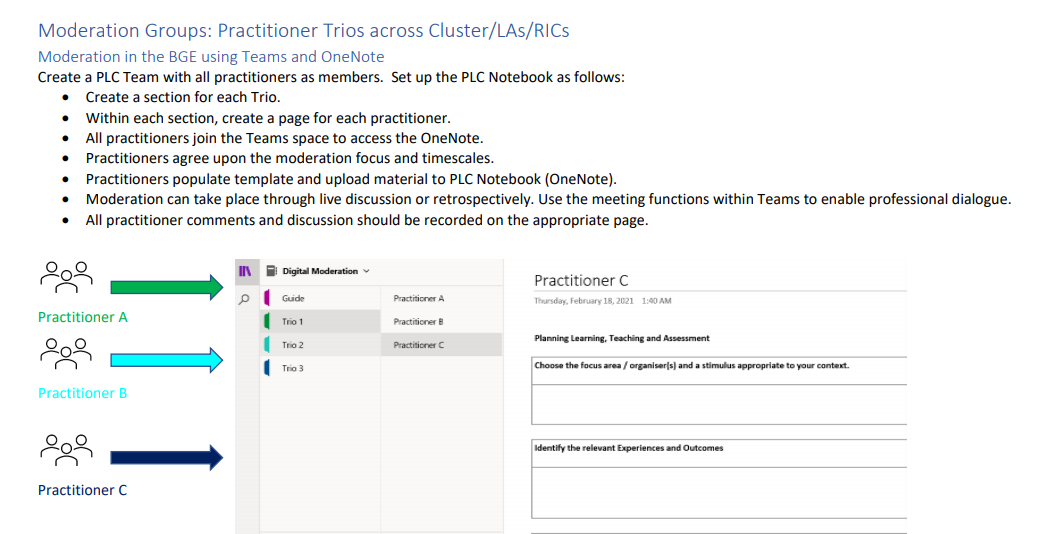 Moderation Groups: Practitioner Trios across Cluster/LAs/RICs
Moderation in the BGE using Teams and OneNote
Create a PLC Team with all practitioners as members.  Set up the PLC Notebook as follows:
• Create a section for each Trio.
• Within each section, create a page for each practitioner.
• All practitioners join the Teams space to access the OneNote.
• Practitioners agree upon the moderation focus and timescales.
• Practitioners populate template and upload material to PLC Notebook (OneNote).
• Moderation can take place through live discussion or retrospectively. Use the meeting functions within Teams to enable professional dialogue.
• All practitioner comments and discussion should be recorded on the appropriate page.
Practitioner A
Practitioner B
Practitioner C
Digital Moderation
Guide
Trio 1
Trio 2
Trio 3
Practitioner A
Practitioner B
Practitioner C
Practitioner C
Thursday, February 18, 2021 1:40 AM
Planning Learning, Teaching and Assessment
Choose the focus area / organiser(s) and a stimulus appropriate to your context.
Identify the relevant Experiences and Outcomes